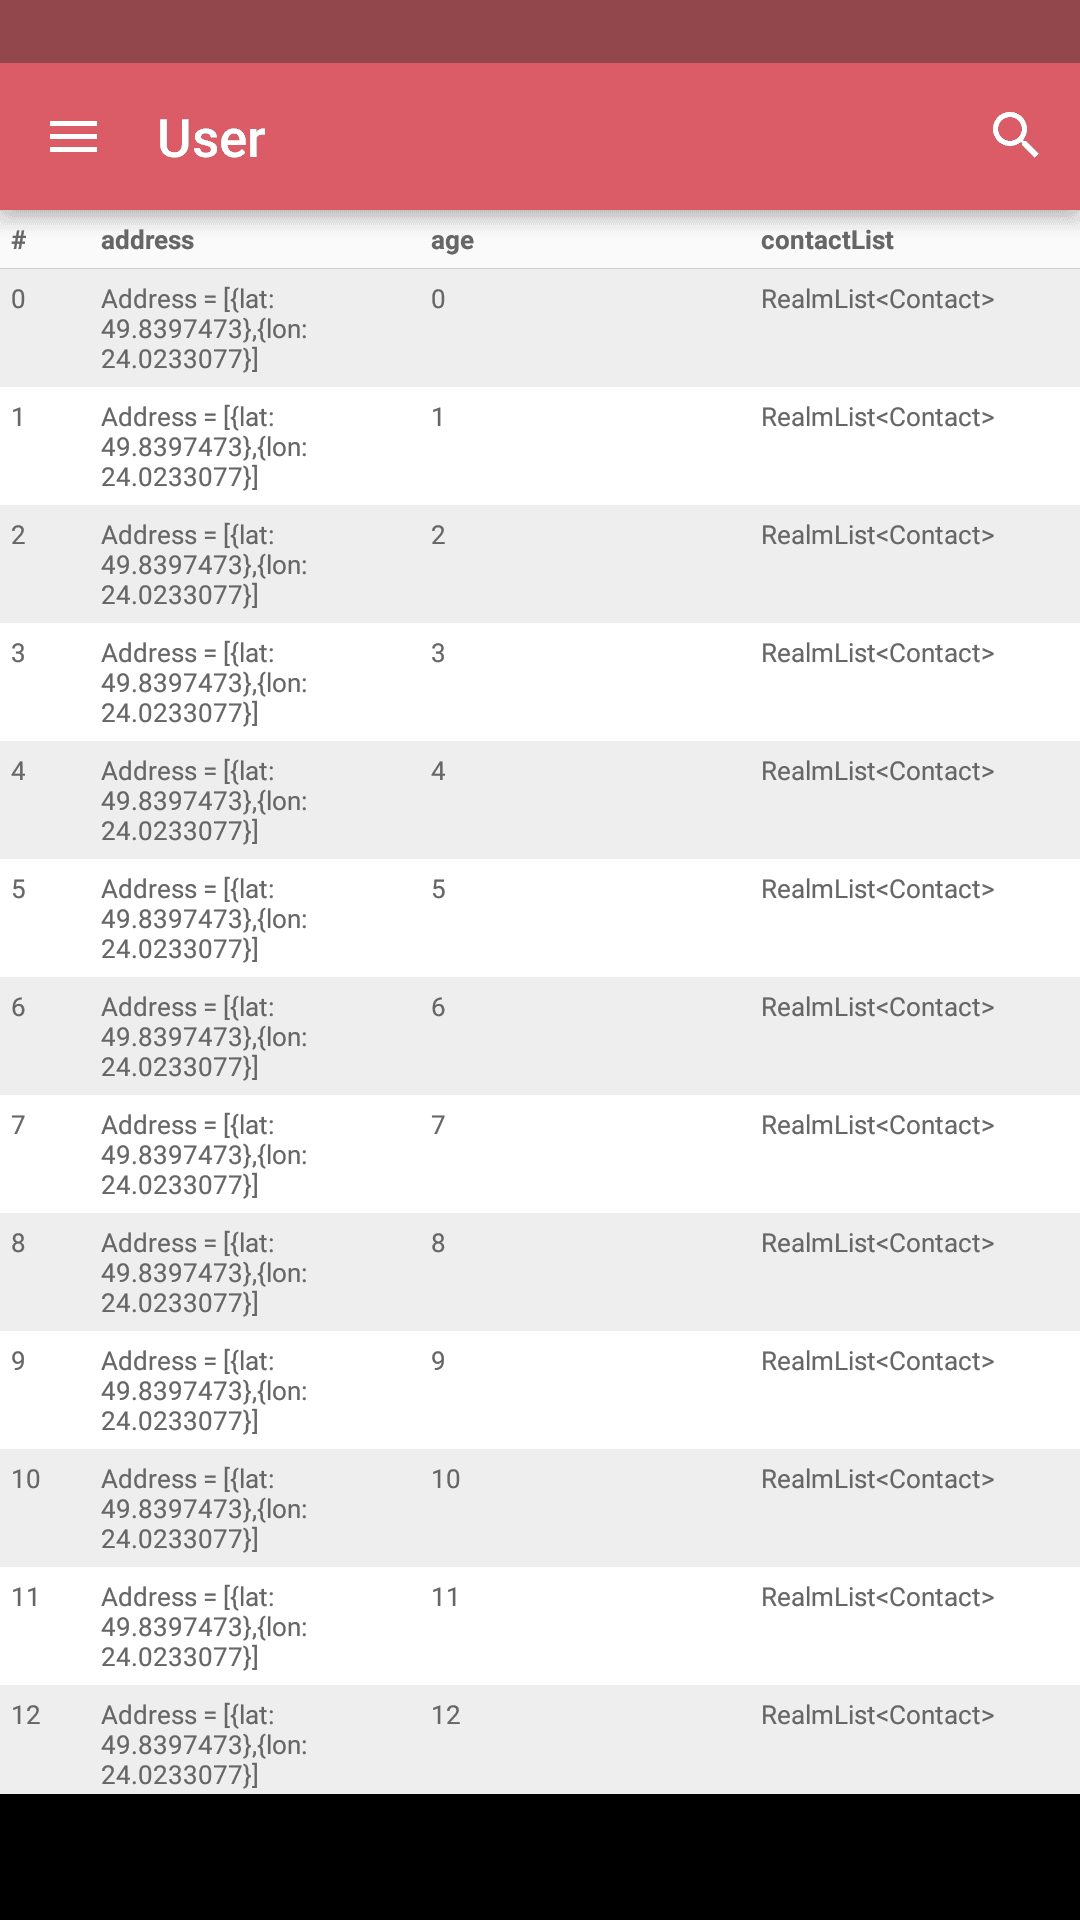 User
# address age contactList
0 Address = [{lat: 0 RealmList<Contact>
49.8397473},{lon:
24.0233077}]
1 Address = [{lat: 1 RealmList<Contact>
49.8397473},{lon:
24.0233077}]
2 Address = [{lat: 2 RealmList<Contact>
49.8397473},{lon:
24.0233077}]
3 Address = [{lat: 3 RealmList<Contact>
49.8397473},{lon:
24.0233077}]
4 Address = [{lat: 4 RealmList<Contact>
49.8397473},{lon:
24.0233077}]
5 Address = [{lat: 5 RealmList<Contact>
49.8397473},{lon:
24.0233077}]
6 Address = [{lat: 6 RealmList<Contact>
49.8397473},{lon:
24.0233077}]
7 Address = [{lat: 7 RealmList<Contact>
49.8397473},{lon:
24.0233077}]
8 Address = [{lat: 8 RealmList<Contact>
49.8397473},{lon:
24.0233077}]
9 Address = [{lat: 9 RealmList<Contact>
49.8397473},{lon:
24.0233077}]
10 Address = [{lat: 10 RealmList<Contact>
49.8397473},{lon:
24.0233077}]
11 Address = [{lat: 11 RealmList<Contact>
49.8397473},{lon:
24.0233077}]
12 Address = [{lat: 12 RealmList<Contact>
49.8397473},{lon:
24.0233077}]